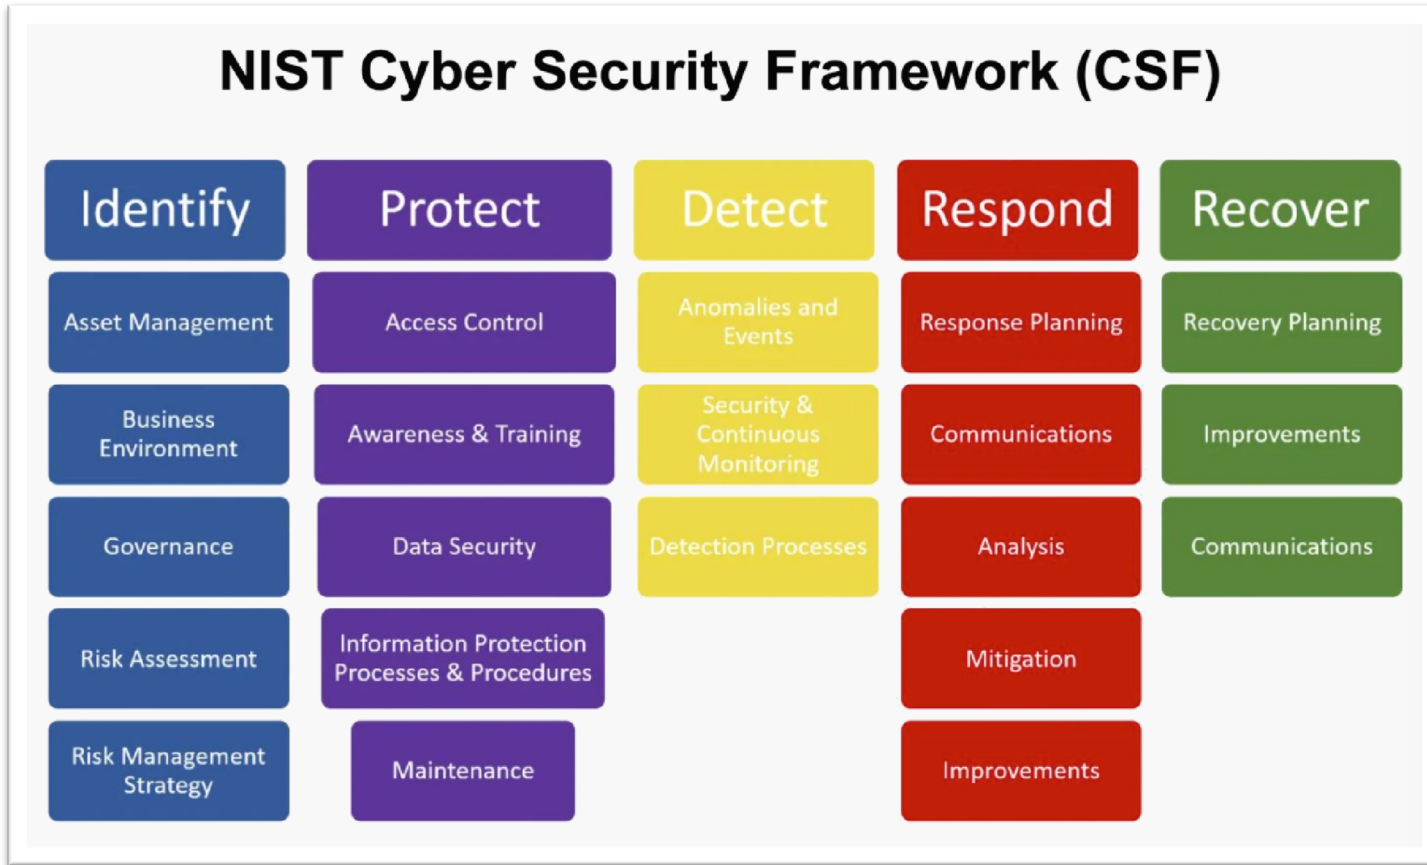 NIST Cyber Security Framework (CSF)
Identify
Asset Management
Business
Environment
Governance
Risk Assessment
Risk Management
Strategy
Protect
Access Control
Awareness & Training
Data Security
Information Protection
Processes & Procedures
Maintenance
Detect
Anomalies and
Events
Security &
Continuous
Monitoring
Detection Processes
Respond
Response Planning
Communications
Analysis
Mitigation
Improvements
Recover
Recovery Planning
Improvements
Communications